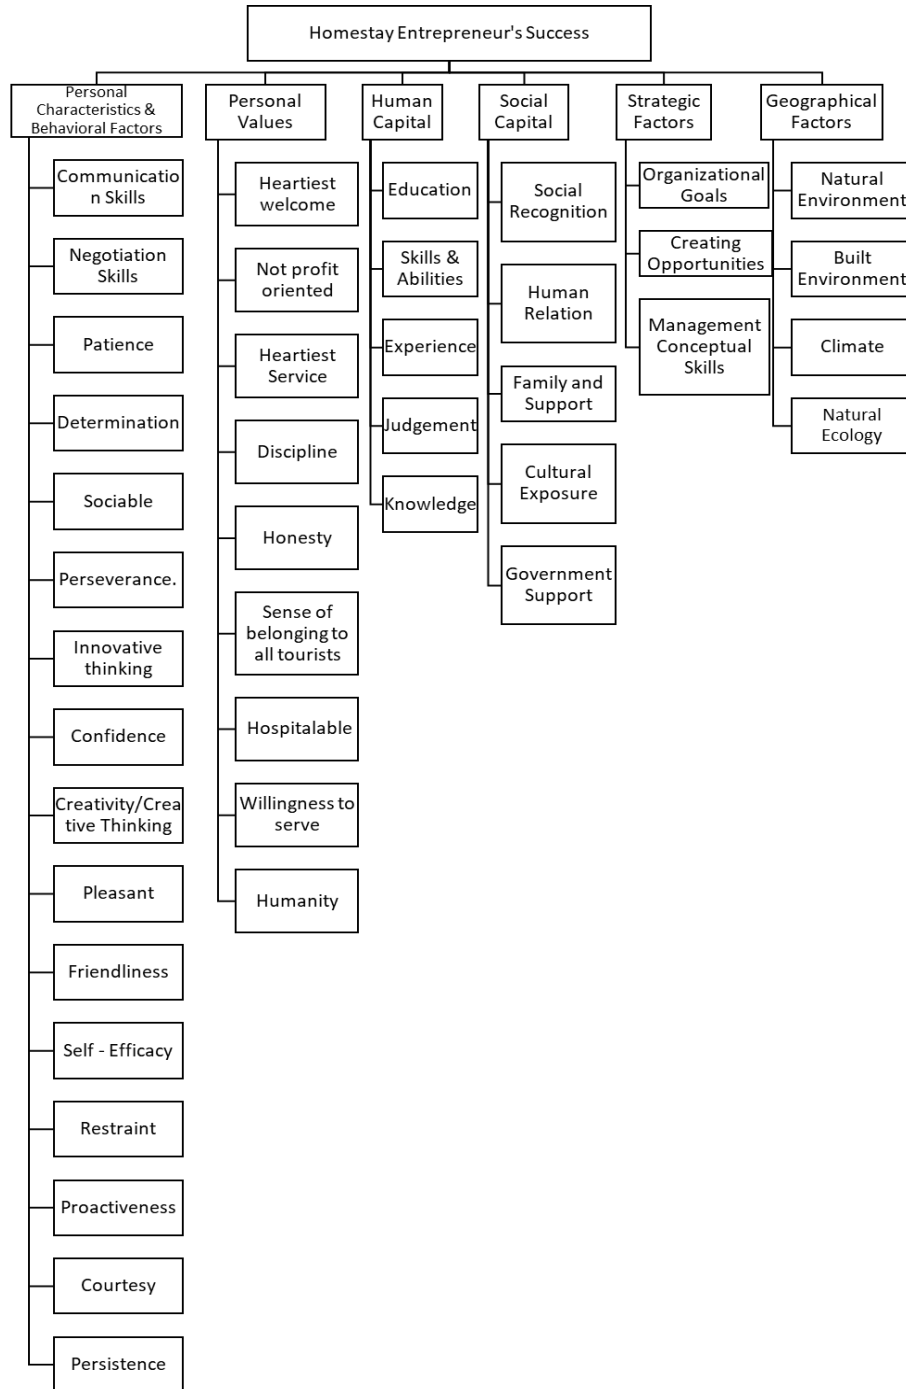 Homestay Entrepreneur's Success
Personal
Characteristics &
Behavioral Factors
Communicatio
n Skills
Negotiation
Skills
Patience
Determination
Sociable
Perseverance.
Innovative
thinking
Confidence
Creativity/Crea
tive Thinking
Pleasant
Friendliness
Self - Efficacy
Restraint
Proactiveness
Courtesy
Persistence
Personal
Values
Heartiest
welcome
Not profit
oriented
Heartiest
Service
Discipline
Honesty
Sense of
belonging to
all tourists
Hospitalable
Willingness to
serve
Humanity
Human
Capital
Education
Skills &
Abilities
Experience
Judgement
Knowledge
Social
Capital
Social
Recognition
Human
Relation
Family and
Support
Cultural
Exposure
Government
Support
Strategic
Factors
Organizational
Goals
Creating
Opportunities
Management
Conceptual
Skills
Geographical
Factors
Natural
Environment
Built
Environment
Climate
Natural
Ecology